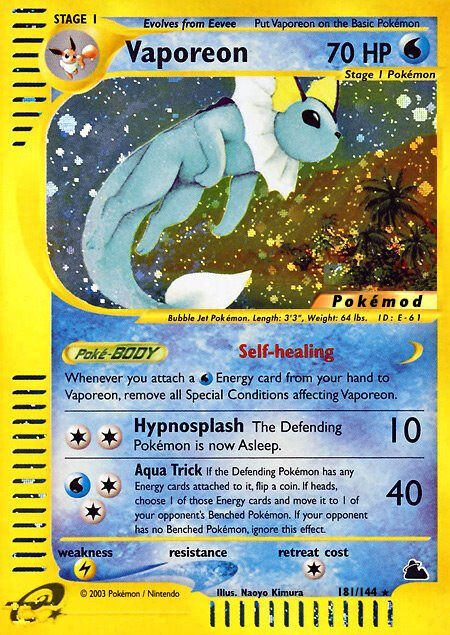 STAGE 1
Evolves from Eevee
Put Vaporeon on the Basic Pokémon
Vaporeon
70 HP
Stage 1 Pokémon
Pokémod
Bubble Jet Pokémon. Length: 3'3", Weight: 64 lbs. ID: E-61
Poké-BODY
Self-healing
Whenever you attach a Energy card from your hand to
Vaporeon, remove all Special Conditions affecting Vaporeon.
Hypnosplash The Defending
Pokémon is now Asleep.
10
Aqua Trick If the Defending Pokémon has any
Energy cards attached to it, flip a coin. If heads,
choose 1 of those Energy cards and move it to 1 of
your opponent's Benched Pokémon. If your opponent
has no Benched Pokémon, ignore this effect.
40
weakness
resistance
retreat cost
© 2003 Pokémon / Nintendo
Illus. Naoyo Kimura
181/144 ★
e